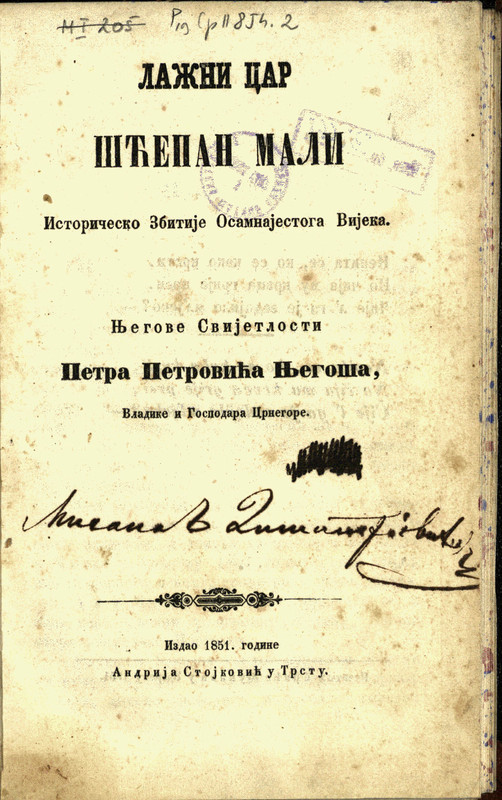 М I 205
ЛАЖНИ ЦАР
ШЋЕПАН МАЛИ
Историческо Збитије Осамнајестога Вијека.
Његове Свијетлости
Петра Петровића Његоша,
Владике и Господара Црнегоре.
Издао 1851. године
Андрија Стојковић у Трсту.